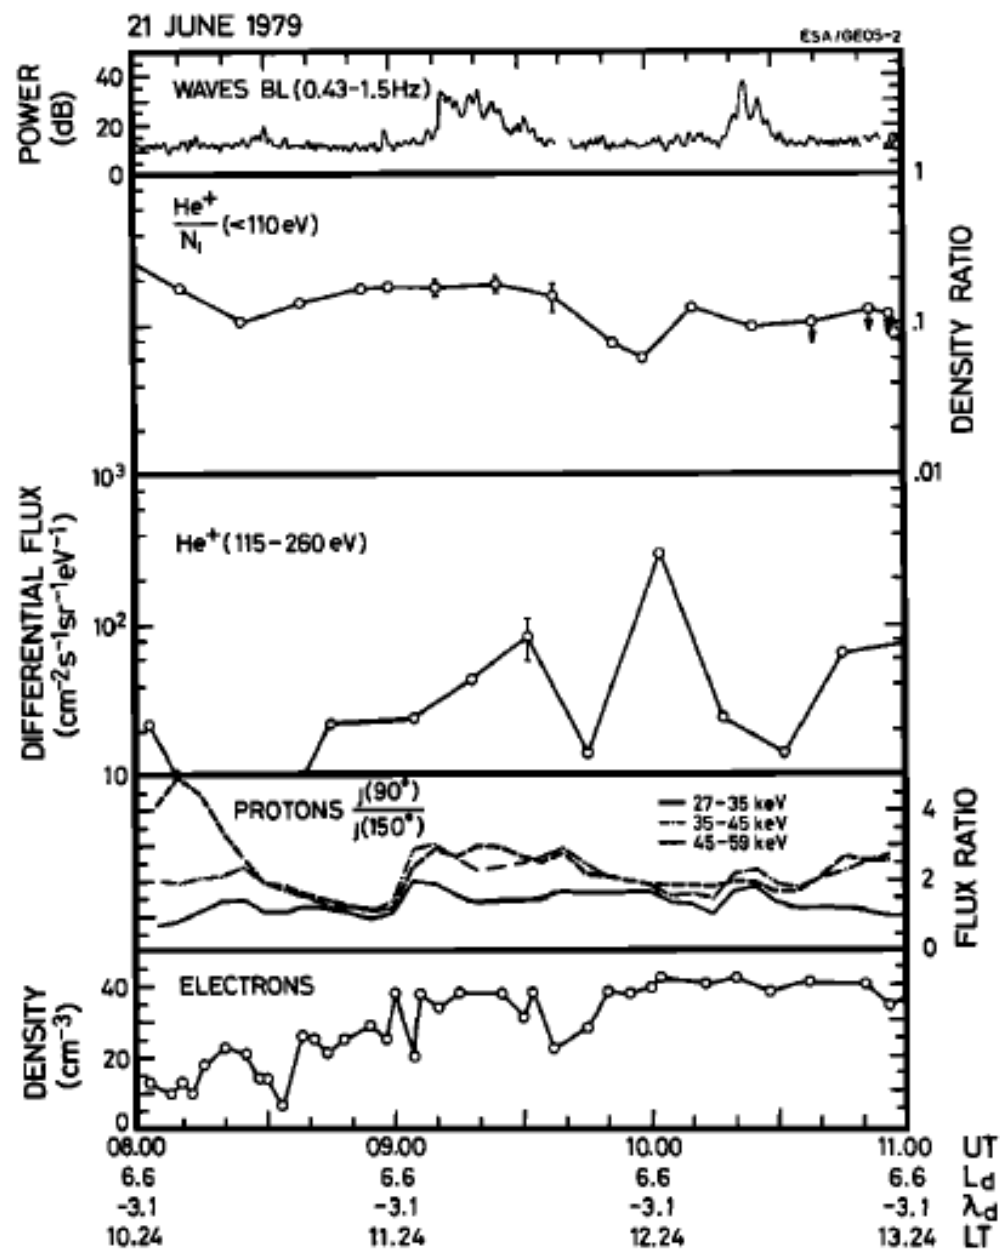 21 JUNE 1979
ESA/GEOS-2
POWER
(dB)
40
20
0
WAVES BL (0.43-1.5Hz)
He+
N₁
(<110 eV)
1
.1
.01
DENSITY RATIO
DIFFERENTIAL FLUX
(cm⁻²s⁻¹sr⁻¹eV⁻¹)
10³
10²
10
He⁺ (115-260 eV)
PROTONS j(90°)
j(150°)
27-35 keV
35-45 keV
45-59 keV
4
2
0
FLUX RATIO
DENSITY
(cm⁻³)
40
20
0
ELECTRONS
08.00 09.00 10.00 11.00 UT
6.6 6.6 6.6 6.6 L_d
-3.1 -3.1 -3.1 -3.1 λ_d
10.24 11.24 12.24 13.24 LT